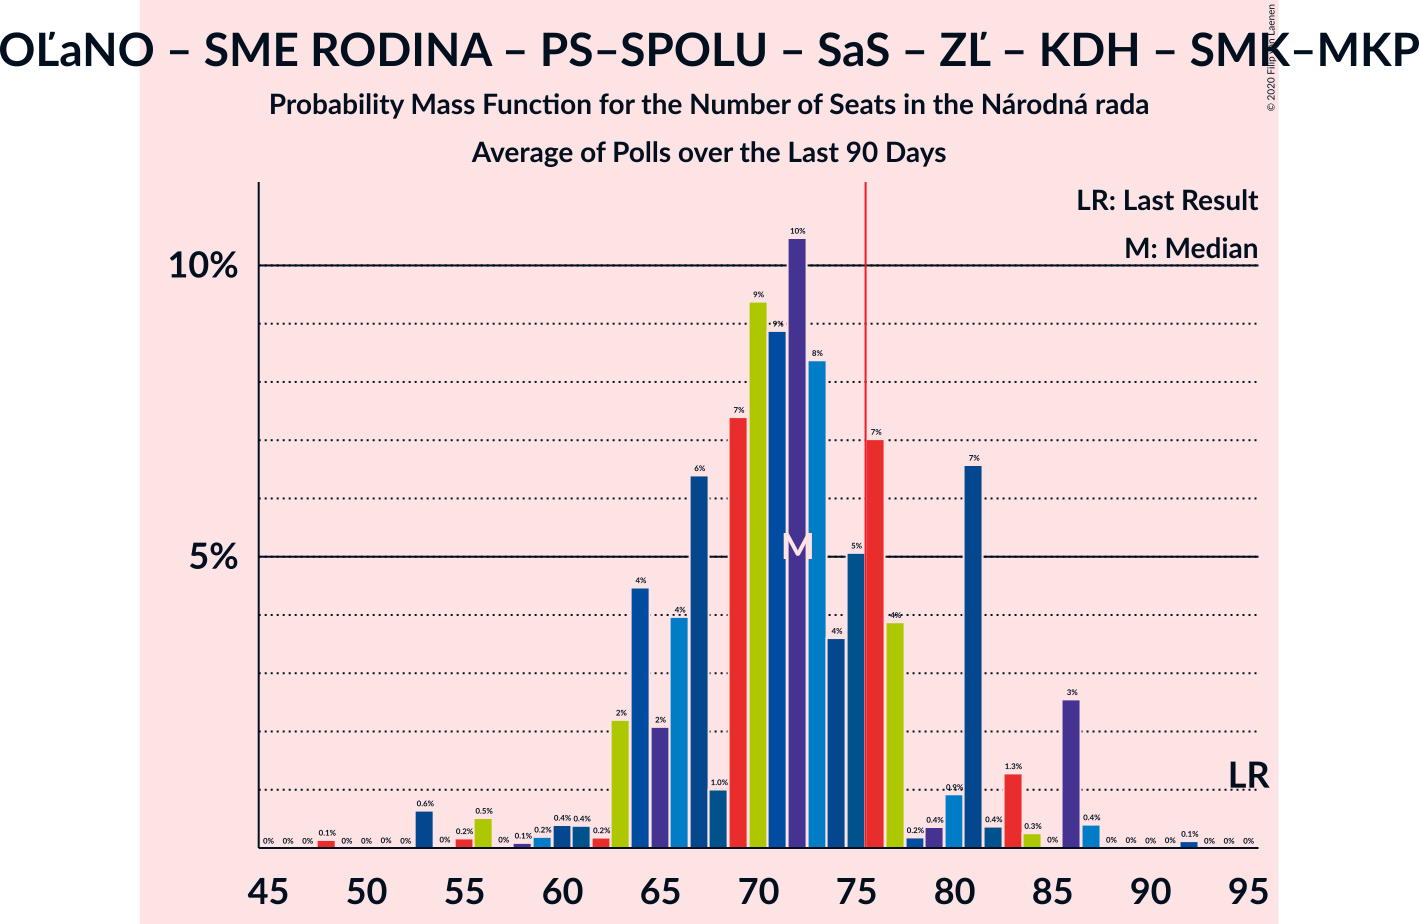 OĽaNO – SME RODINA – PS–SPOLU – SaS – ZĽ – KDH – SMK–MKP
Probability Mass Function for the Number of Seats in the Národná rada
Average of Polls over the Last 90 Days
LR: Last Result
M: Median
10%
5%
0% 0% 0% 0.1% 0% 0% 0% 0% 0.6% 0% 0.2% 0.5% 0% 0.1% 0.2% 0.4% 0.4% 0.2% 2% 4% 2% 4% 6% 1.0% 7% 9% 9% 10% 8% 4% 5% 7% 4% 0.2% 0.4% 0.9% 7% 0.4% 1.3% 0.3% 0% 3% 0.4% 0% 0% 0% 0% 0.1% 0% 0% 0%
M
LR
45 50 55 60 65 70 75 80 85 90 95
© 2020 Filip van Laenen